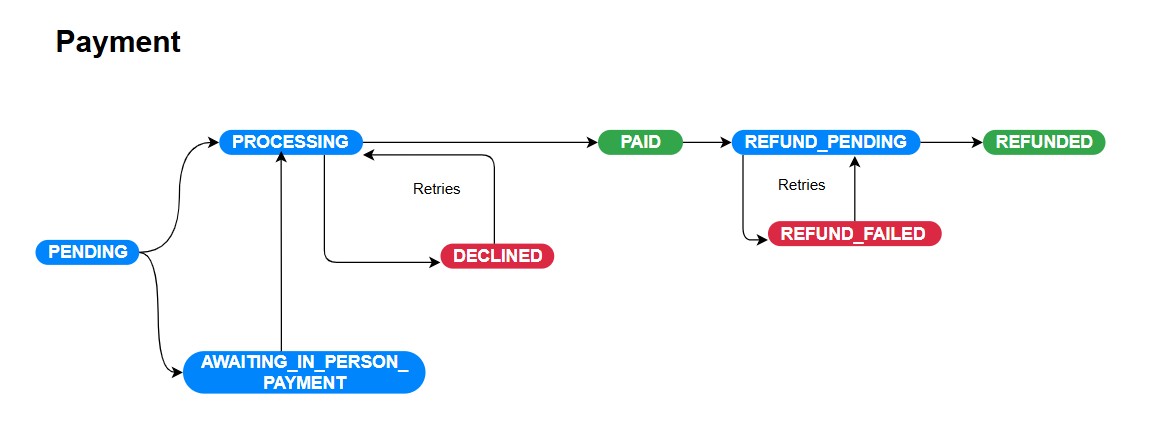 Payment
PROCESSING
PAID
REFUND_PENDING
REFUNDED
Retries
Retries
REFUND_FAILED
PENDING
DECLINED
AWAITING_IN_PERSON_
PAYMENT